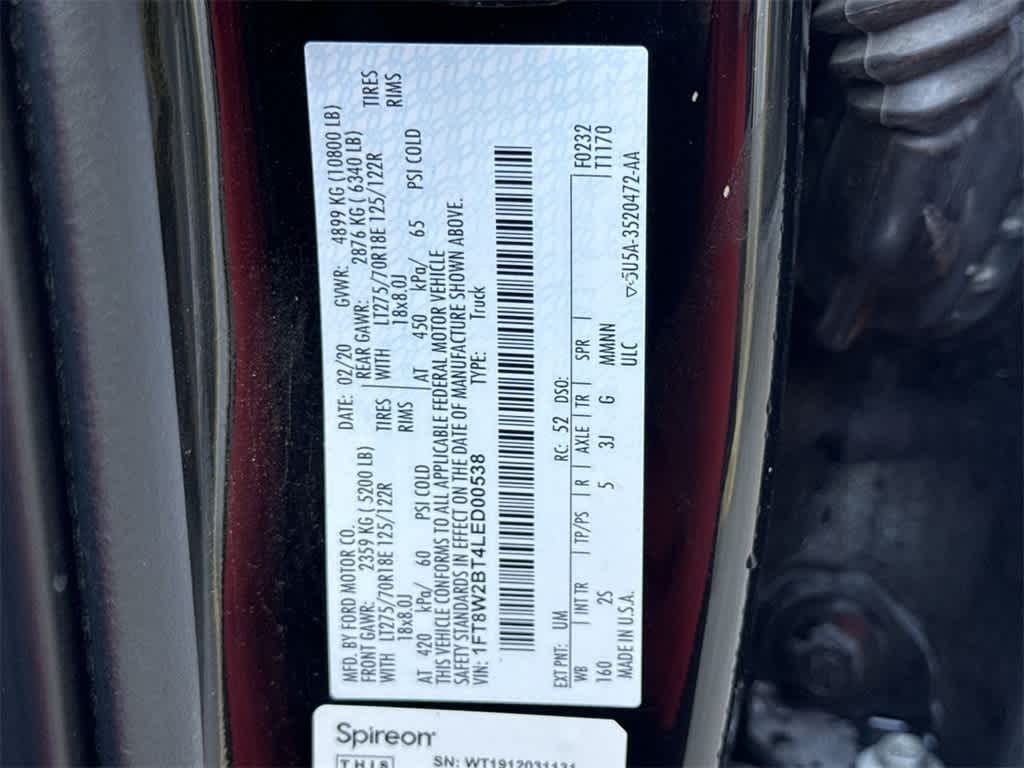 MFD. BY FORD MOTOR CO. DATE: 02/20 GVWR: 4899 KG (10800 LB)
FRONT GAWR: 2359 KG ( 5200 LB) REAR GAWR: 2876 KG ( 6340 LB)
WITH LT275/70R18E 125/122R TIRES WITH LT275/70R18E 125/122R TIRES
18x8.0J RIMS 18x8.0J RIMS
AT 420 kPa/ 60 PSI COLD AT 450 kPa/ 65 PSI COLD
THIS VEHICLE CONFORMS TO ALL APPLICABLE FEDERAL MOTOR VEHICLE
SAFETY STANDARDS IN EFFECT ON THE DATE OF MANUFACTURE SHOWN ABOVE.
VIN: 1FT8W2BT4LED00538 TYPE: Truck
EXT PNT: UM RC: 52 DSO: F0232
WB INT TR TP/PS R AXLE TR SPR T1170
160 2S 5 3J G MMNN
MADE IN U.S.A. ULC 5U5A-3520472-AA
Spireon
THIS SN: WT1912031131